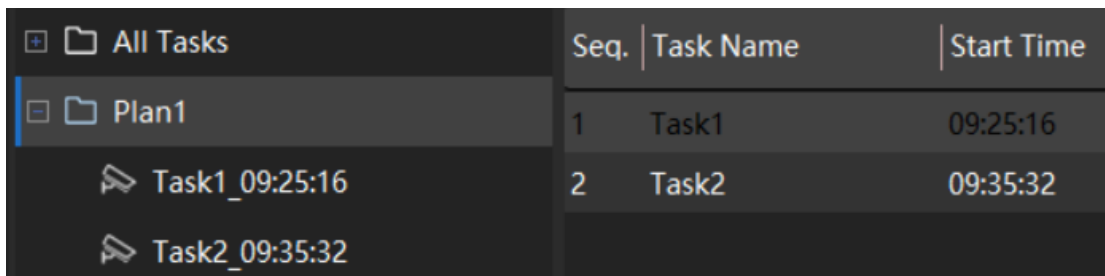 All Tasks
Plan1
Task1_09:25:16
Task2_09:35:32
Seq. Task Name Start Time
1 Task1 09:25:16
2 Task2 09:35:32